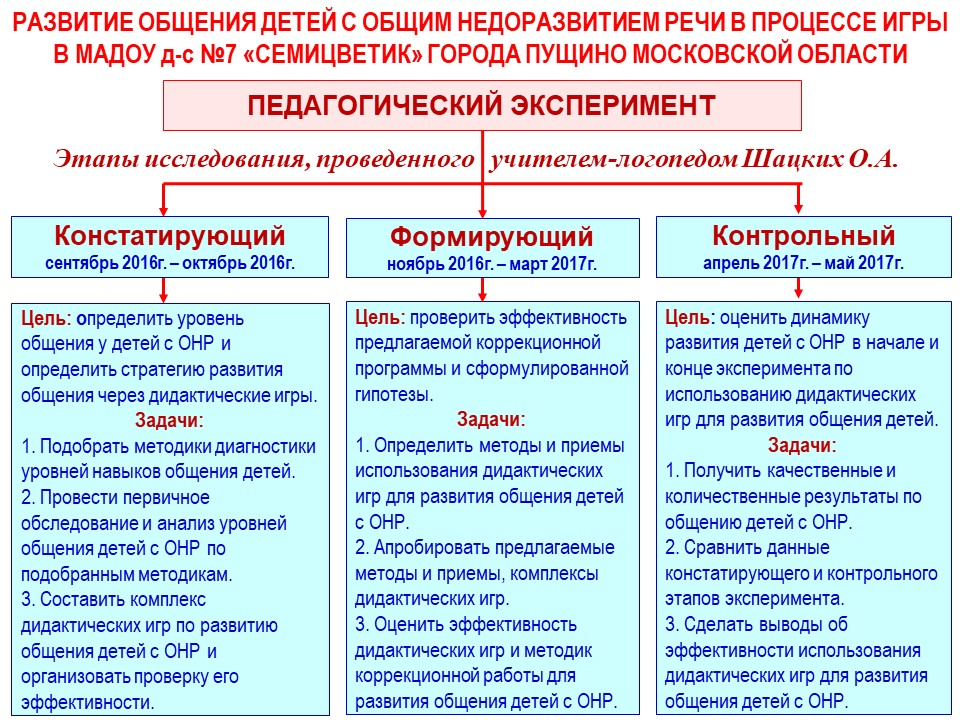 РАЗВИТИЕ ОБЩЕНИЯ ДЕТЕЙ С ОБЩИМ НЕДОРАЗВИТИЕМ РЕЧИ В ПРОЦЕССЕ ИГРЫ
В МАДОУ д-с №7 «СЕМИЦВЕТИК» ГОРОДА ПУЩИНО МОСКОВСКОЙ ОБЛАСТИ
ПЕДАГОГИЧЕСКИЙ ЭКСПЕРИМЕНТ
Этапы исследования, проведенного учителем-логопедом Шацких О.А.
Констатирующий
сентябрь 2016г. – октябрь 2016г.
Цель: определить уровень
общения у детей с ОНР и
определить стратегию развития
общения через дидактические игры.
Задачи:
1. Подобрать методики диагностики
уровней навыков общения детей.
2. Провести первичное
обследование и анализ уровней
общения детей с ОНР по
подобранным методикам.
3. Составить комплекс
дидактических игр по развитию
общения детей с ОНР и
организовать проверку его
эффективности.
Формирующий
ноябрь 2016г. – март 2017г.
Цель: проверить эффективность
предлагаемой коррекционной
программы и сформулированной
гипотезы.
Задачи:
1. Определить методы и приемы
использования дидактических
игр для развития общения детей
с ОНР.
2. Апробировать предлагаемые
методы и приемы, комплексы
дидактических игр.
3. Оценить эффективность
дидактических игр и методик
коррекционной работы для
развития общения детей с ОНР.
Контрольный
апрель 2017г. – май 2017г.
Цель: оценить динамику
развития детей с ОНР в начале и
конце эксперимента по
использованию дидактических
игр для развития общения детей.
Задачи:
1. Получить качественные и
количественные результаты по
общению детей с ОНР.
2. Сравнить данные
констатирующего и контрольного
этапов эксперимента.
3. Сделать выводы об
эффективности использования
дидактических игр для развития
общения детей с ОНР.